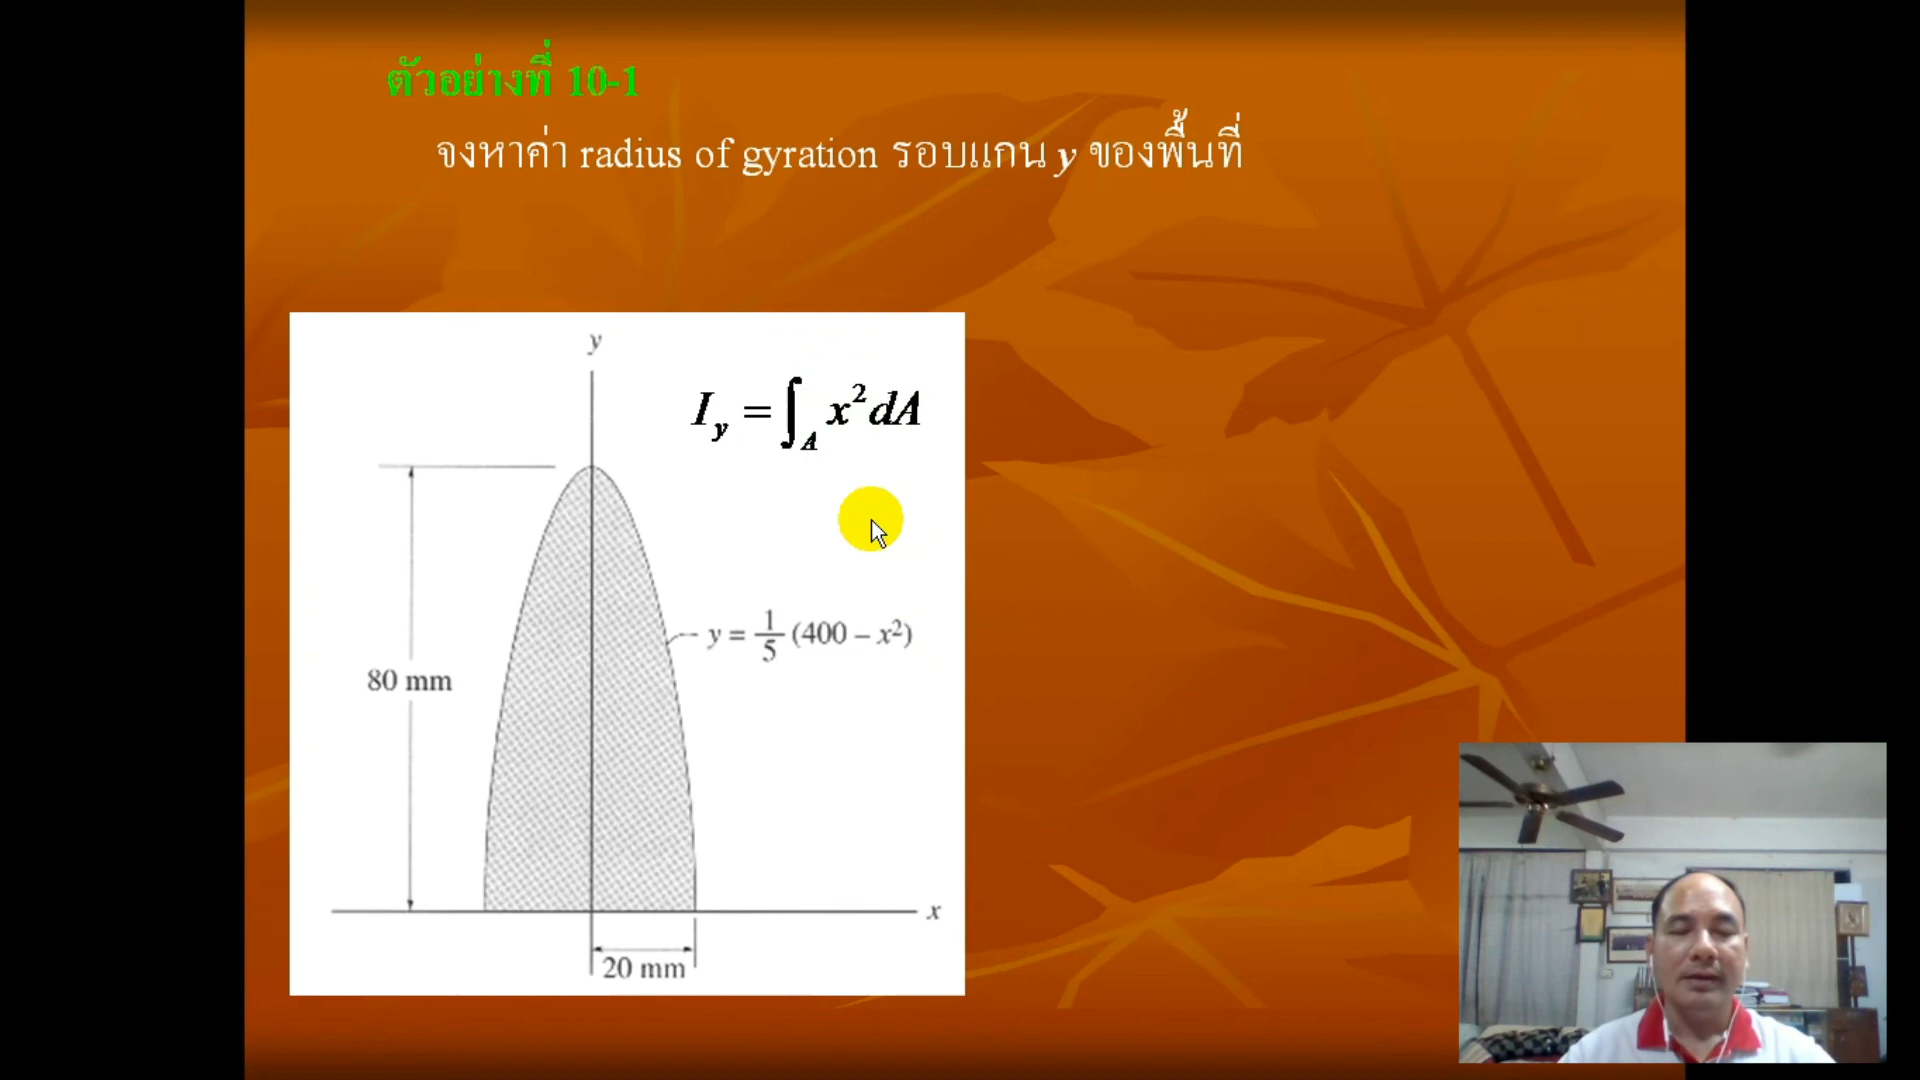 ตัวอย่างที่ 10-1
จงหาค่า radius of gyration รอบแกน y ของพื้นที่
y
I_y = ∫_A x² dA
y = 1/5 (400 – x²)
80 mm
x
20 mm